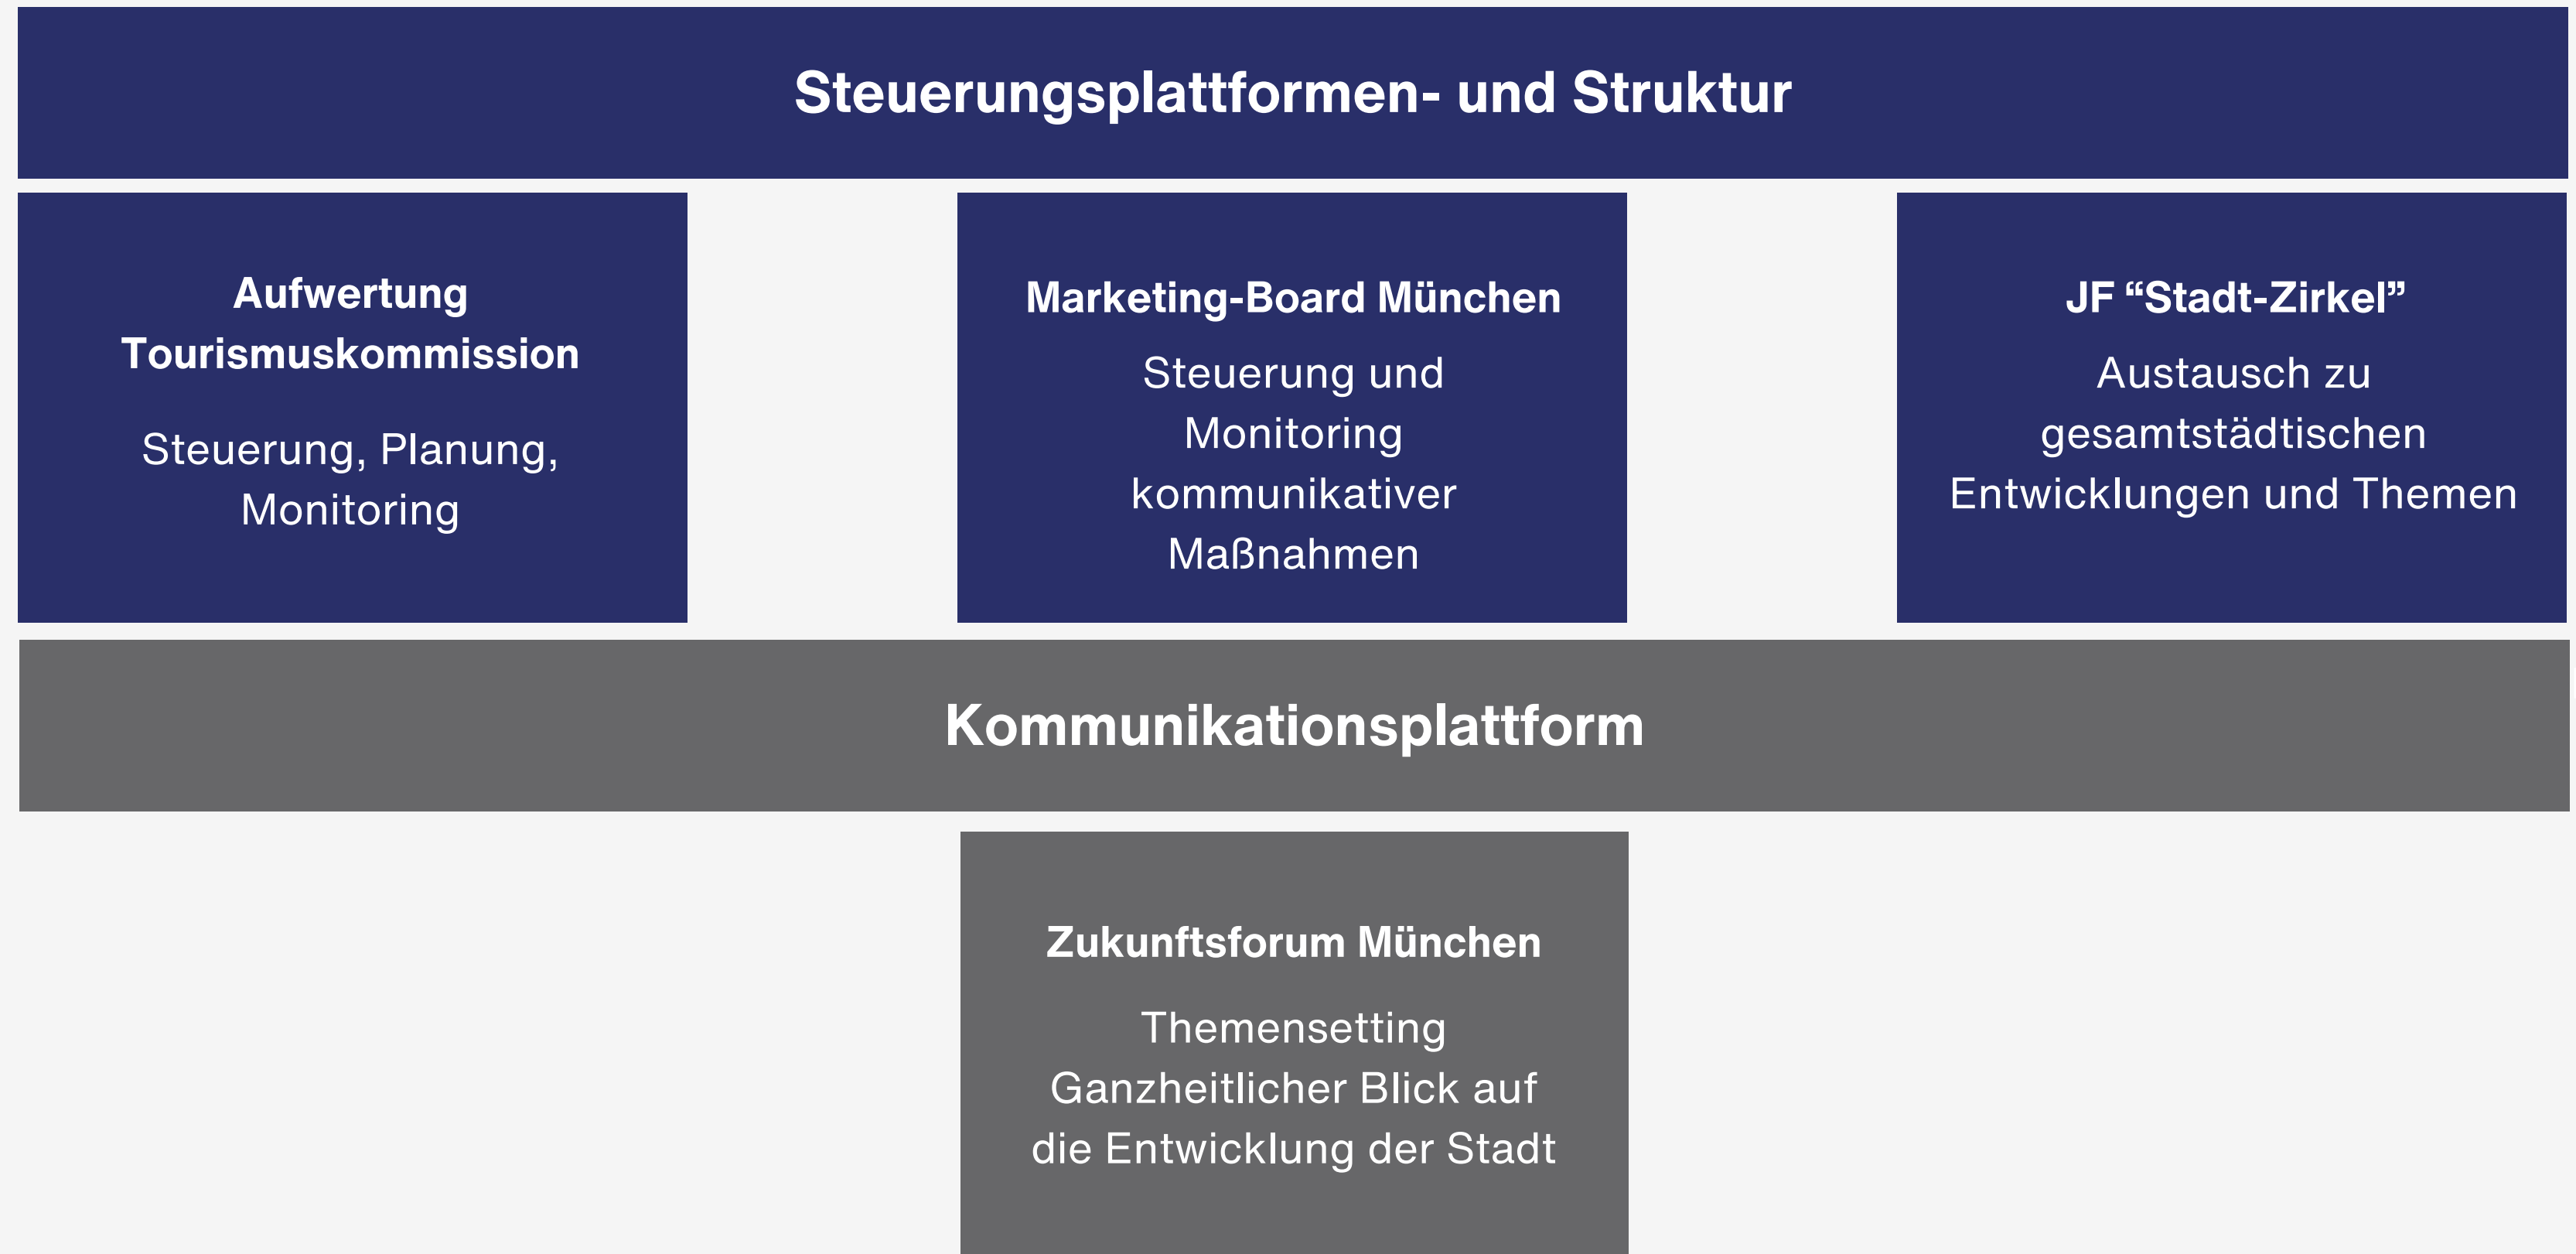 Steuerungsplattformen- und Struktur
Aufwertung
Tourismuskommission
Steuerung, Planung,
Monitoring
Marketing-Board München
Steuerung und
Monitoring
kommunikativer
Maßnahmen
JF “Stadt-Zirkel”
Austausch zu
gesamtstädtischen
Entwicklungen und Themen
Kommunikationsplattform
Zukunftsforum München
Themensetting
Ganzheitlicher Blick auf
die Entwicklung der Stadt